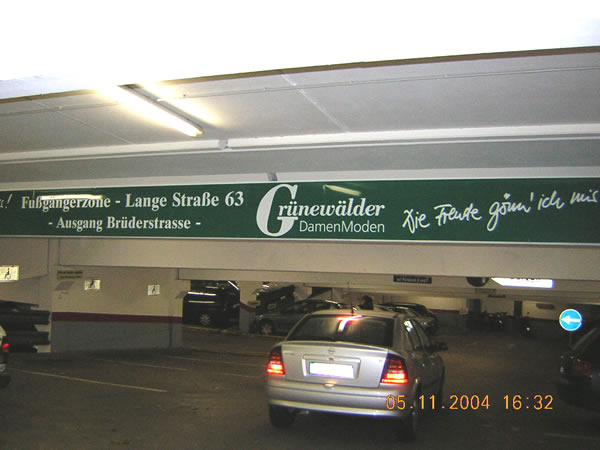 Fußgängerzone - Lange Straße 63
- Ausgang Brüderstrasse -
Grünewälder
DamenModen
Die Freude gönn' ich mir
05.11.2004 16:32